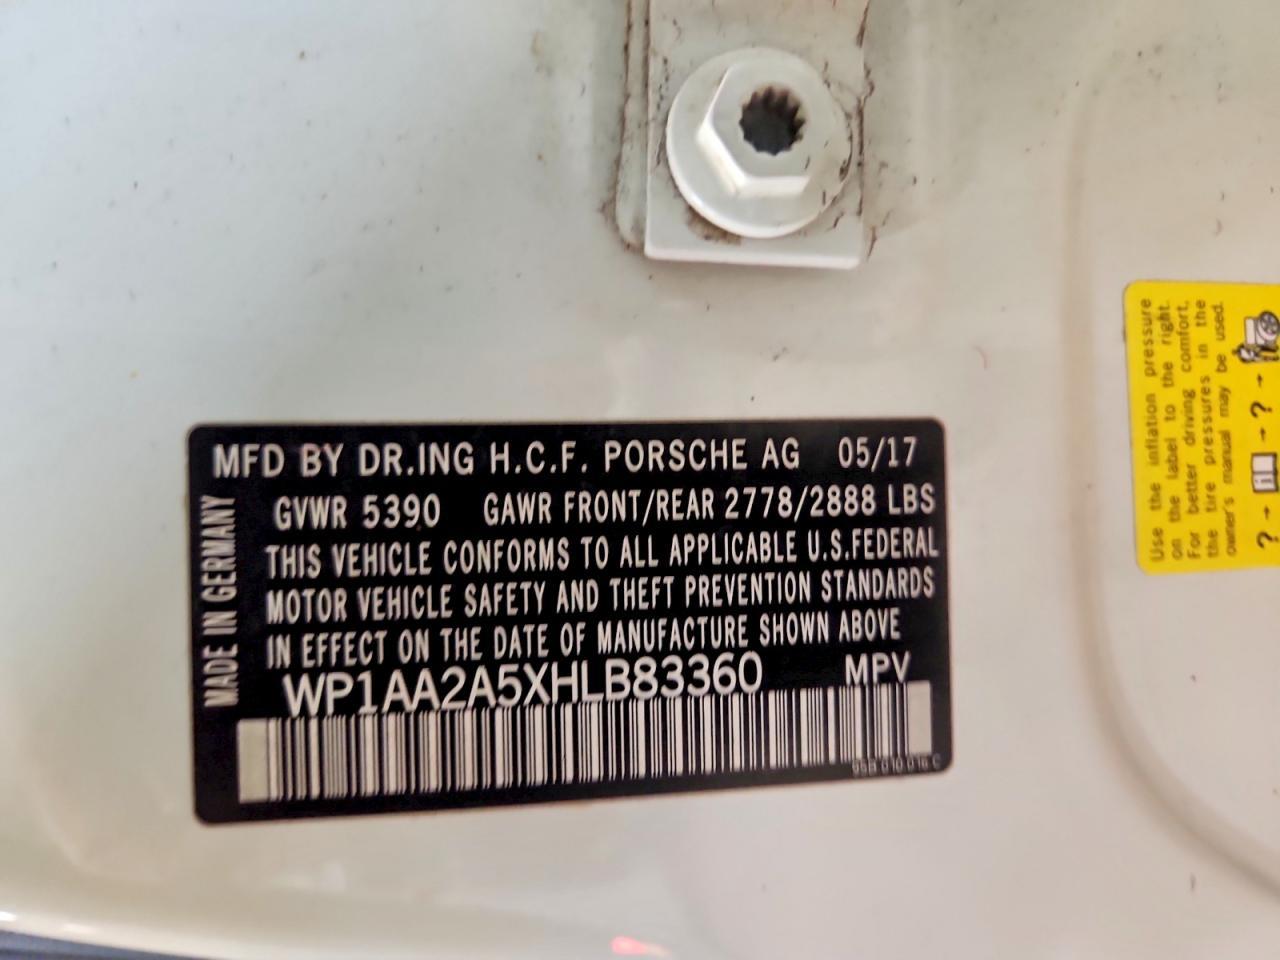 MFD BY DR.ING H.C.F. PORSCHE AG 05/17
GVWR 5390 GAWR FRONT/REAR 2778/2888 LBS
THIS VEHICLE CONFORMS TO ALL APPLICABLE U.S.FEDERAL
MOTOR VEHICLE SAFETY AND THEFT PREVENTION STANDARDS
IN EFFECT ON THE DATE OF MANUFACTURE SHOWN ABOVE
WP1AA2A5XHLB83360 MPV
95B.010.016.C
MADE IN GERMANY
Use the inflation pressure
on the label to the right.
For better driving comfort,
the tire pressures in the
owner's manual may be used.
? → → ? →